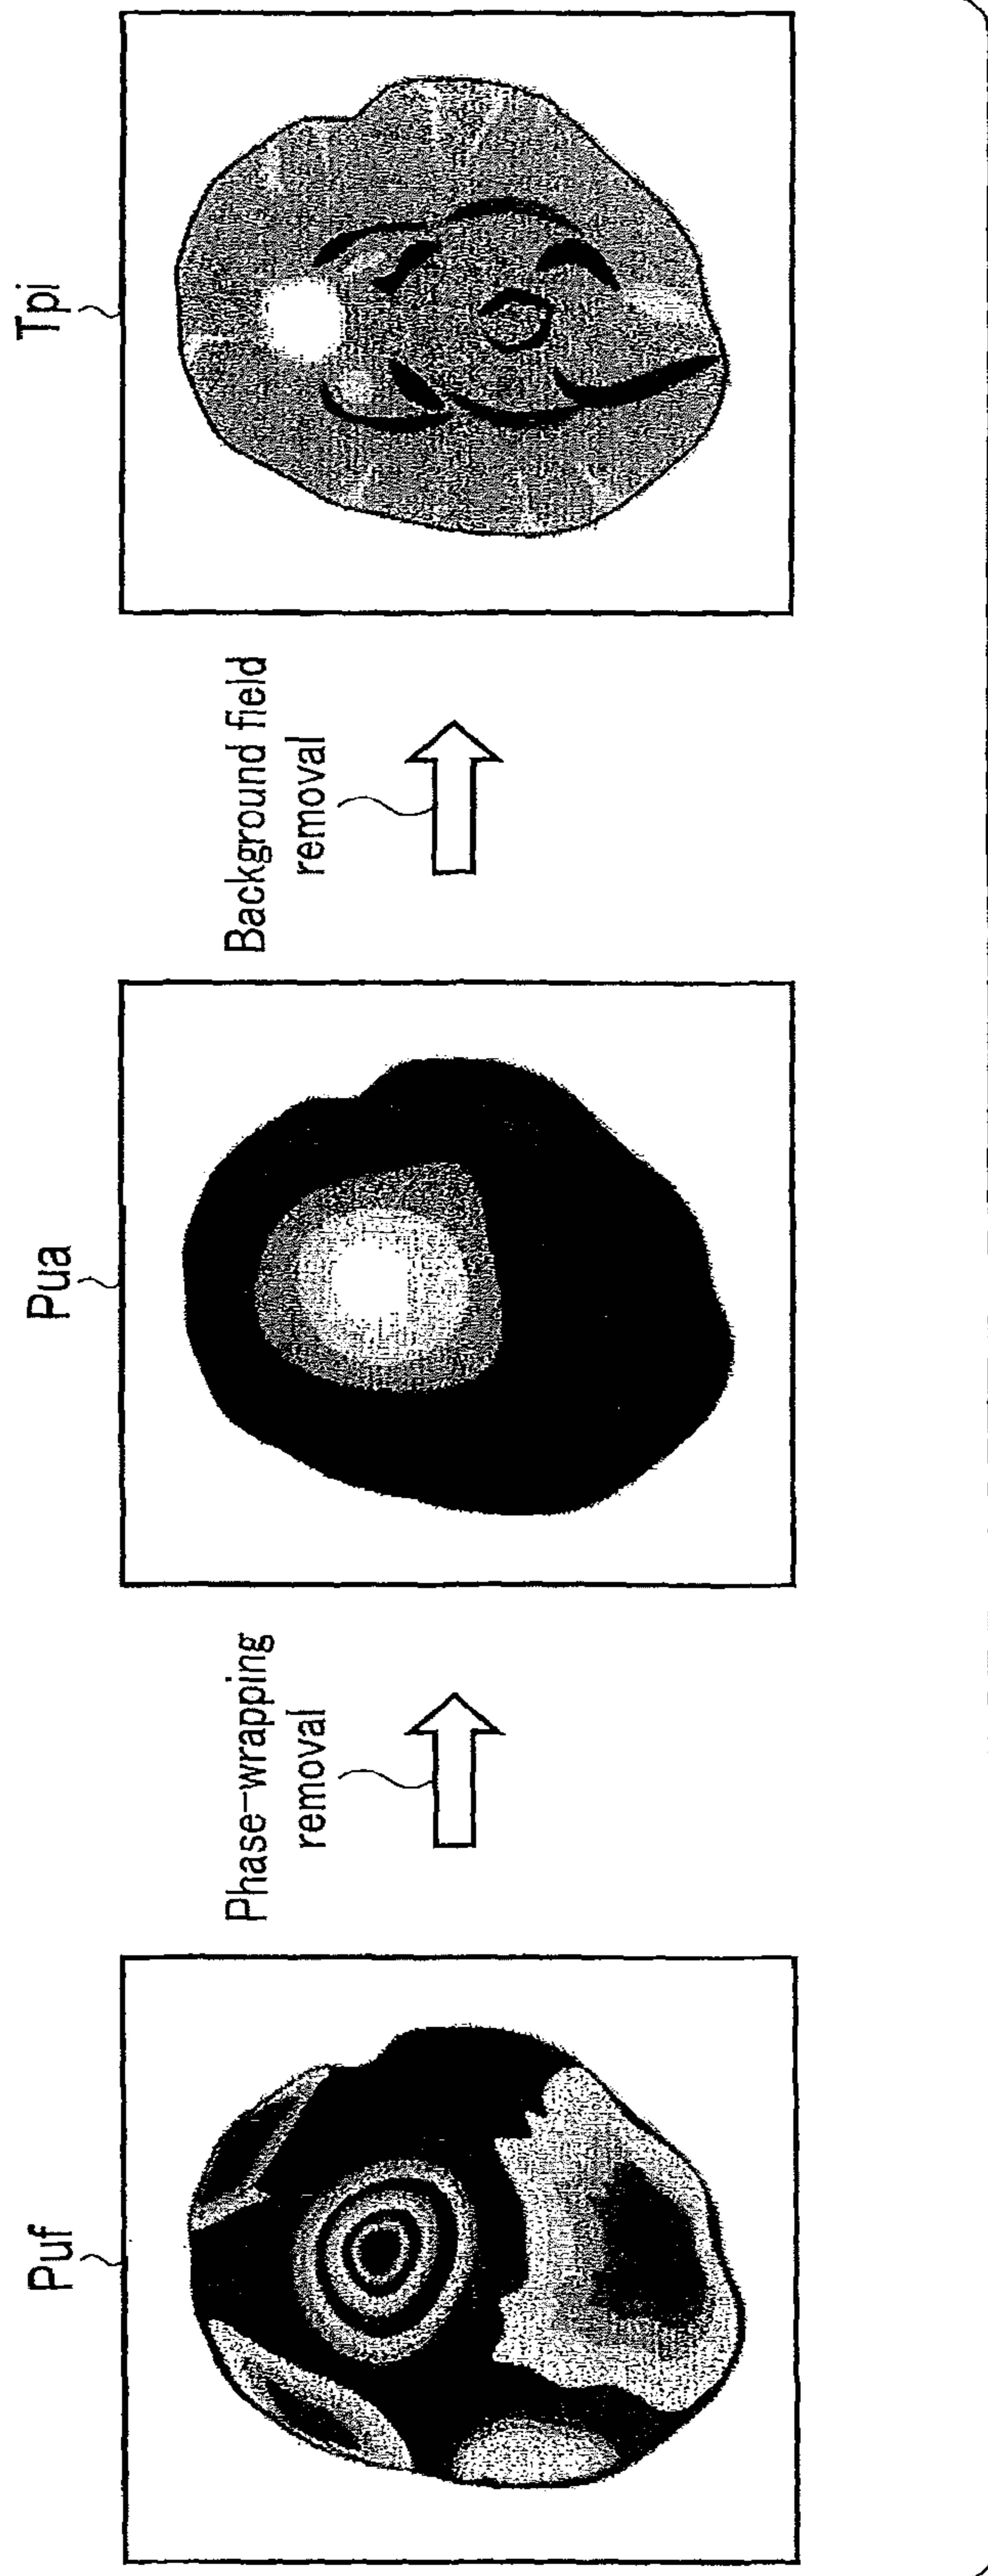 Puf
Phase-wrapping
removal
Pua
Background field
removal
Tpi